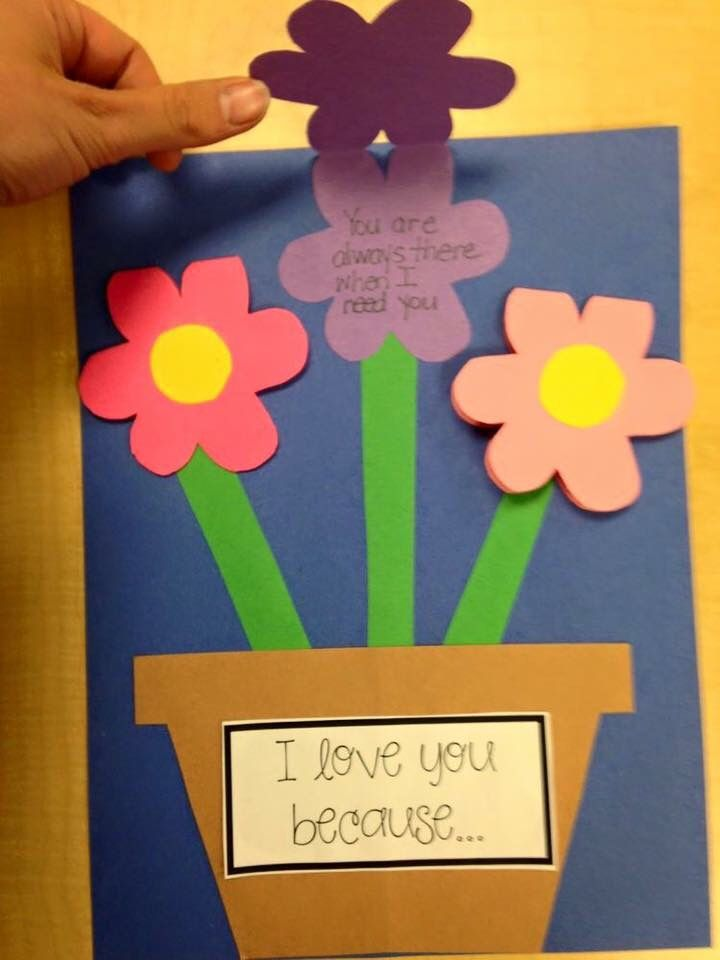 You are
always there
when I
need you
I love you
because...